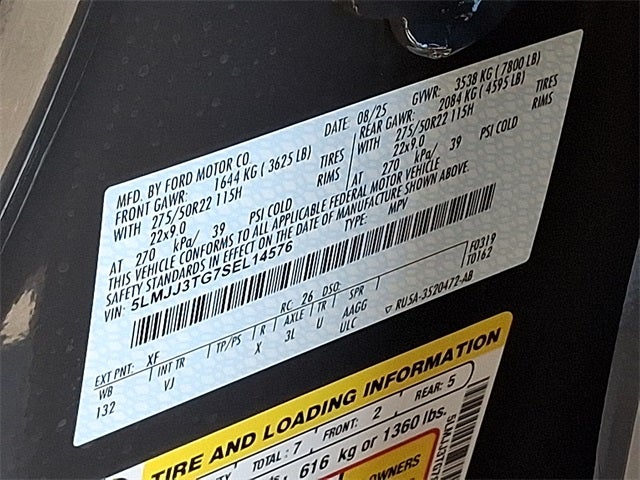 MFD. BY FORD MOTOR CO.
DATE: 08/25 GVWR: 3538 KG (7800 LB)
FRONT GAWR: 1644 KG (3625 LB) REAR GAWR: 2084 KG (4595 LB)
WITH 275/50R22 115H TIRES WITH 275/50R22 115H TIRES
22x9.0 RIMS 22x9.0 RIMS
AT 270 kPa/ 39 PSI COLD AT 270 kPa/ 39 PSI COLD
THIS VEHICLE CONFORMS TO ALL APPLICABLE FEDERAL MOTOR VEHICLE
SAFETY STANDARDS IN EFFECT ON THE DATE OF MANUFACTURE SHOWN ABOVE.
VIN: 5LMJJ3TG7SEL14576 TYPE: MPV
F0319
T0162
EXT PNT: XF RC: 26 DSO:
WB INT TR TP/PS R AXLE TR SPR
132 VJ X 3L U AAGG
ULC RU5A-3520472-AB
TIRE AND LOADING INFORMATION
TOTAL: 7 FRONT: 2 REAR: 5
616 kg or 1360 lbs.
OWNERS